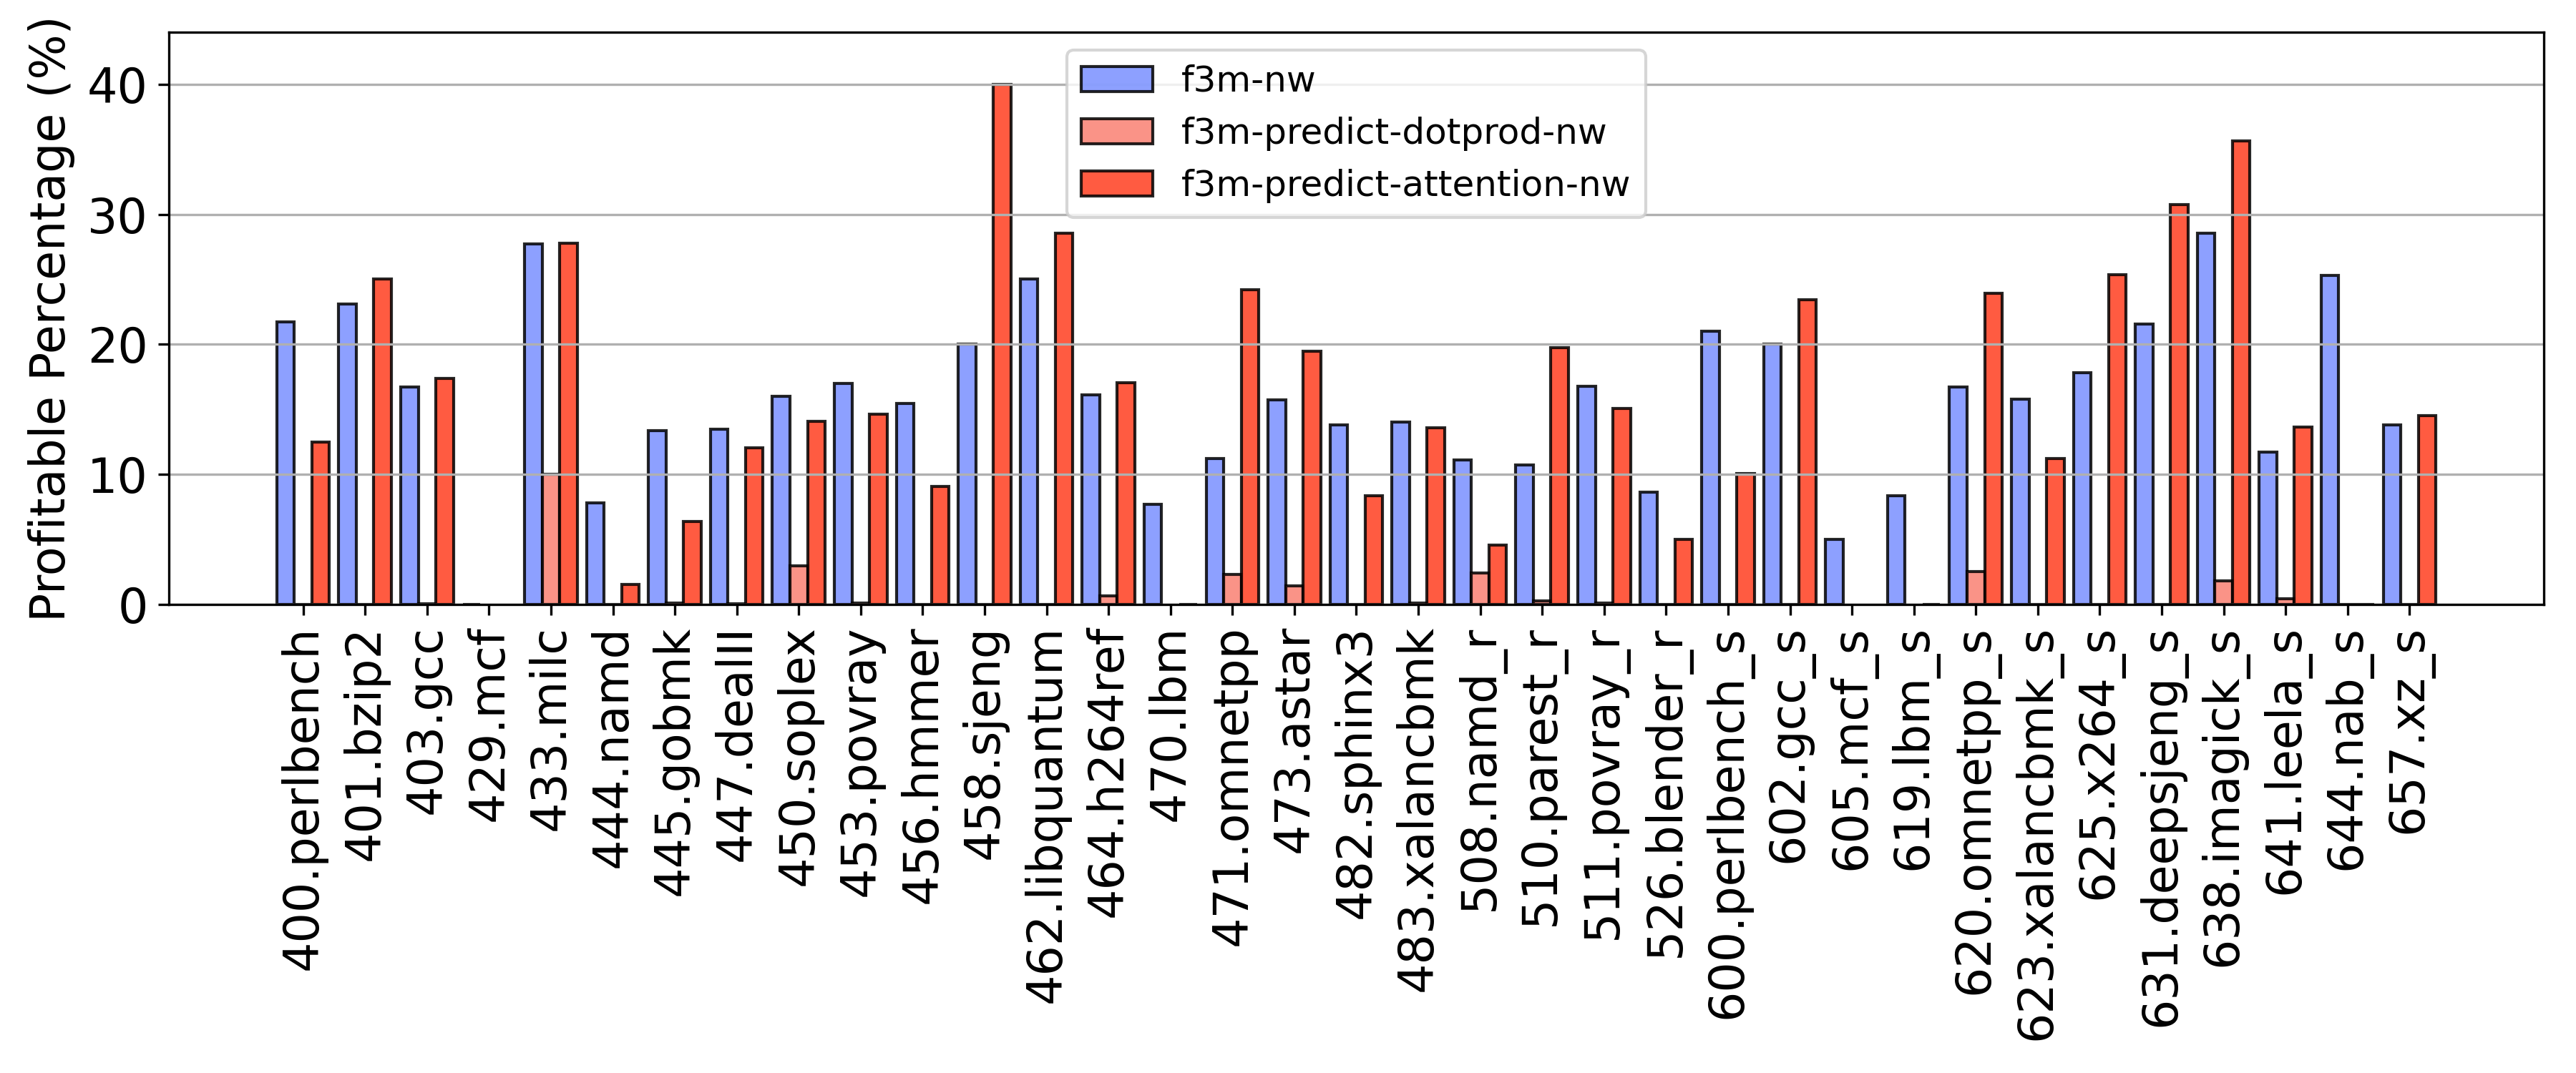 Profitable Percentage (%)
40
30
20
10
0
f3m-nw
f3m-predict-dotprod-nw
f3m-predict-attention-nw
400.perlbench
401.bzip2
403.gcc
429.mcf
433.milc
444.namd
445.gobmk
447.dealII
450.soplex
453.povray
456.hmmer
458.sjeng
462.libquantum
464.h264ref
470.lbm
471.omnetpp
473.astar
482.sphinx3
483.xalancbmk
508.namd_r
510.parest_r
511.povray_r
526.blender_r
600.perlbench_s
602.gcc_s
605.mcf_s
619.lbm_s
620.omnetpp_s
623.xalancbmk_s
625.x264_s
631.deepsjeng_s
638.imagick_s
641.leela_s
644.nab_s
657.xz_s